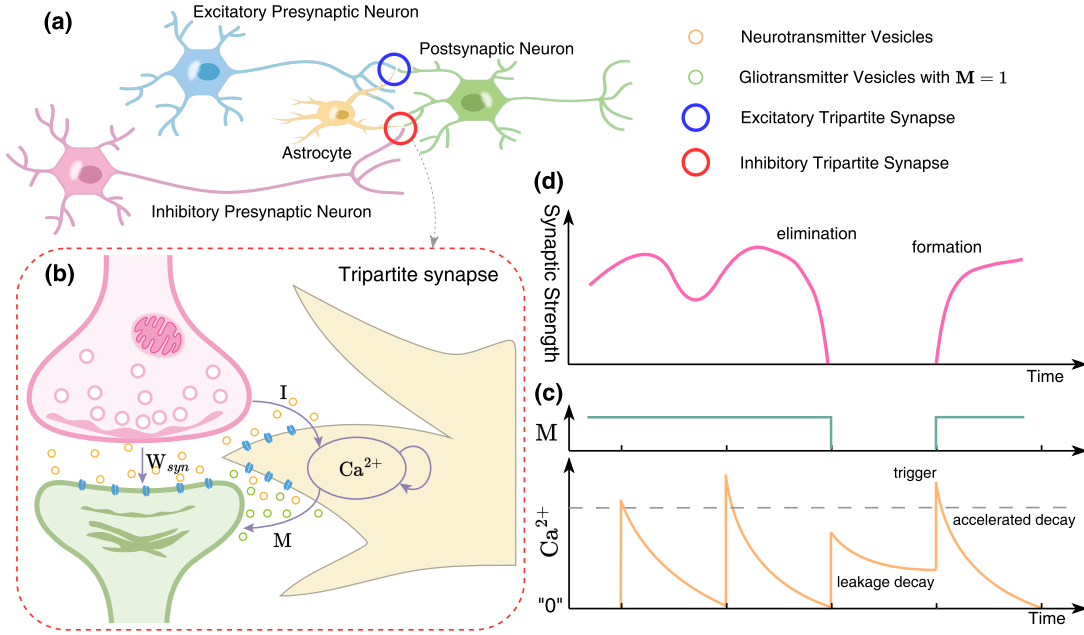 (a)
Excitatory Presynaptic Neuron
Postsynaptic Neuron
Astrocyte
Inhibitory Presynaptic Neuron
Neurotransmitter Vesicles
Gliotransmitter Vesicles with M = 1
Excitatory Tripartite Synapse
Inhibitory Tripartite Synapse
(b)
Tripartite synapse
I
W_syn
Ca²⁺
M
(d)
Synaptic Strength
elimination
formation
Time
(c)
M
Ca²⁺
trigger
accelerated decay
leakage decay
"0"
Time